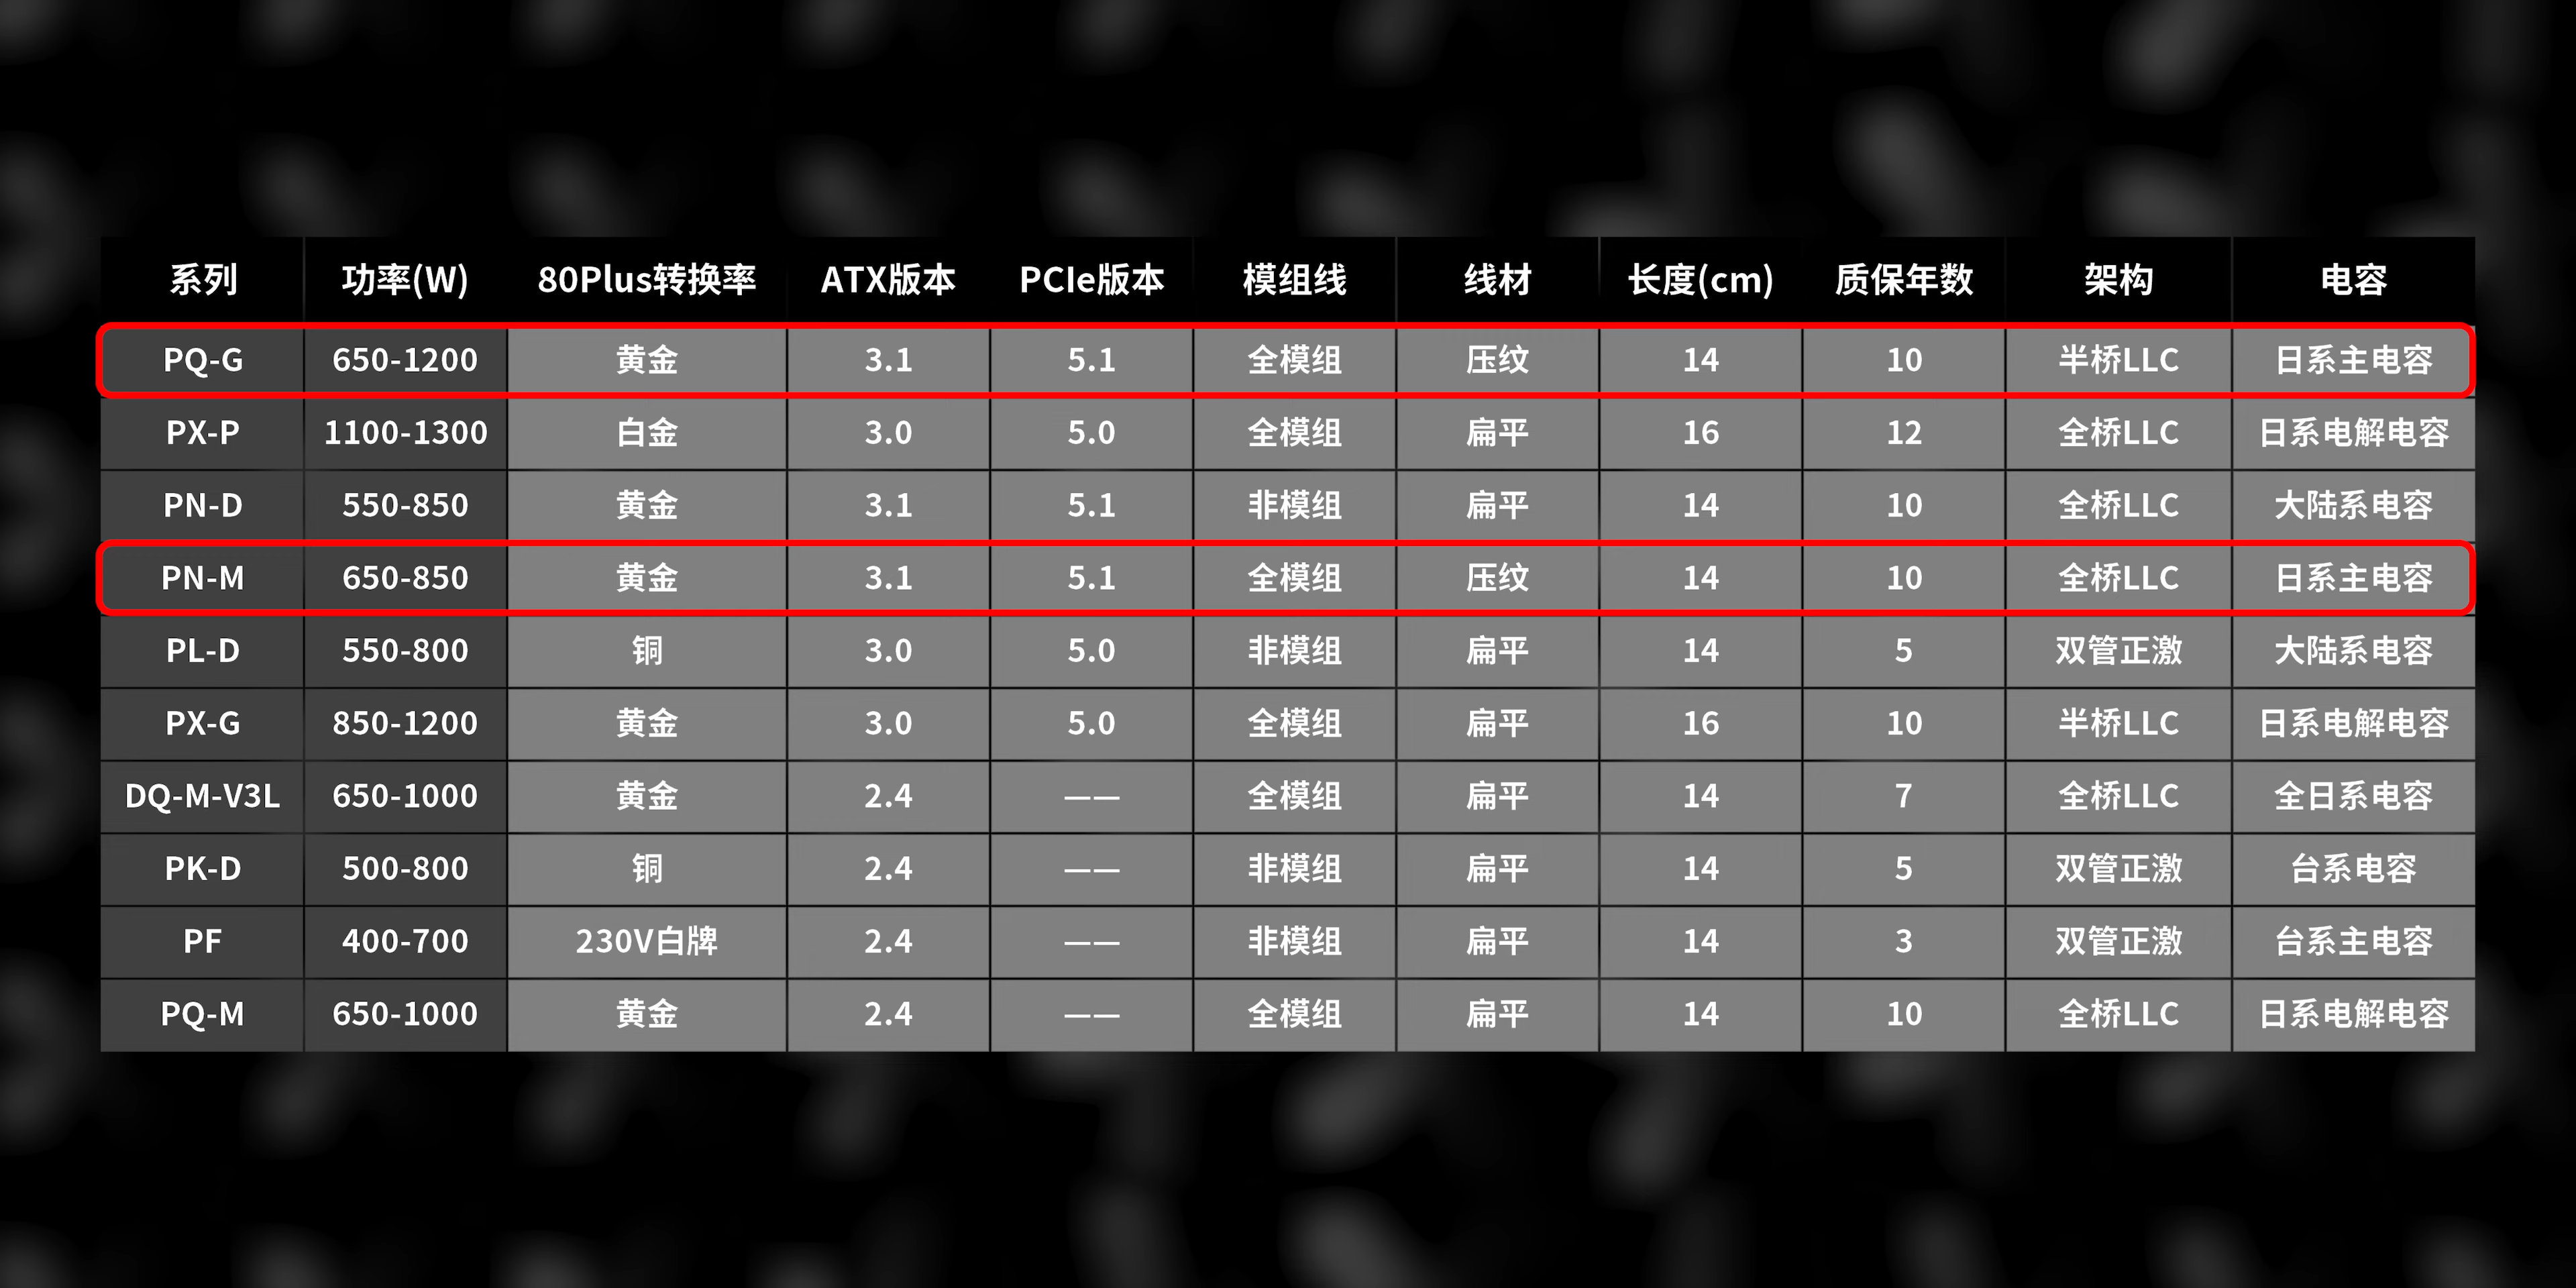 系列 功率(W) 80Plus转换率 ATX版本 PCIe版本 模组线 线材 长度(cm) 质保年数 架构 电容
PQ-G 650-1200 黄金 3.1 5.1 全模组 压纹 14 10 半桥LLC 日系主电容
PX-P 1100-1300 白金 3.0 5.0 全模组 扁平 16 12 全桥LLC 日系电解电容
PN-D 550-850 黄金 3.1 5.1 非模组 扁平 14 10 全桥LLC 大陆系电容
PN-M 650-850 黄金 3.1 5.1 全模组 压纹 14 10 全桥LLC 日系主电容
PL-D 550-800 铜 3.0 5.0 非模组 扁平 14 5 双管正激 大陆系电容
PX-G 850-1200 黄金 3.0 5.0 全模组 扁平 16 10 半桥LLC 日系电解电容
DQ-M-V3L 650-1000 黄金 2.4 —— 全模组 扁平 14 7 全桥LLC 全日系电容
PK-D 500-800 铜 2.4 —— 非模组 扁平 14 5 双管正激 台系电容
PF 400-700 230V白牌 2.4 —— 非模组 扁平 14 3 双管正激 台系主电容
PQ-M 650-1000 黄金 2.4 —— 全模组 扁平 14 10 全桥LLC 日系电解电容